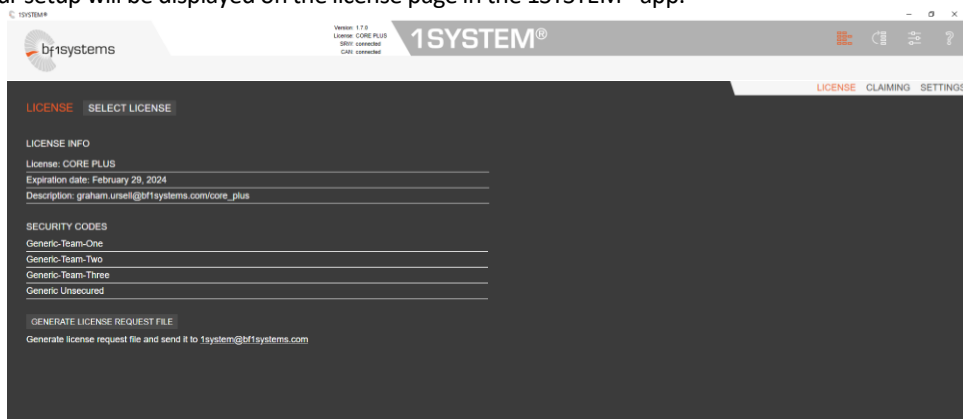 ar setup will be displayed on the license page in the 1SYSTEM® app.
1SYSTEM®
bf1systems
Version: 1.7.0
License: CORE PLUS
SRW: connected
CAN: connected
1SYSTEM®
LICENSE CLAIMING SETTINGS
LICENSE SELECT LICENSE
LICENSE INFO
License: CORE PLUS
Expiration date: February 29, 2024
Description: graham.ursell@bf1systems.com/core_plus
SECURITY CODES
Generic-Team-One
Generic-Team-Two
Generic-Team-Three
Generic Unsecured
GENERATE LICENSE REQUEST FILE
Generate license request file and send it to 1system@bf1systems.com